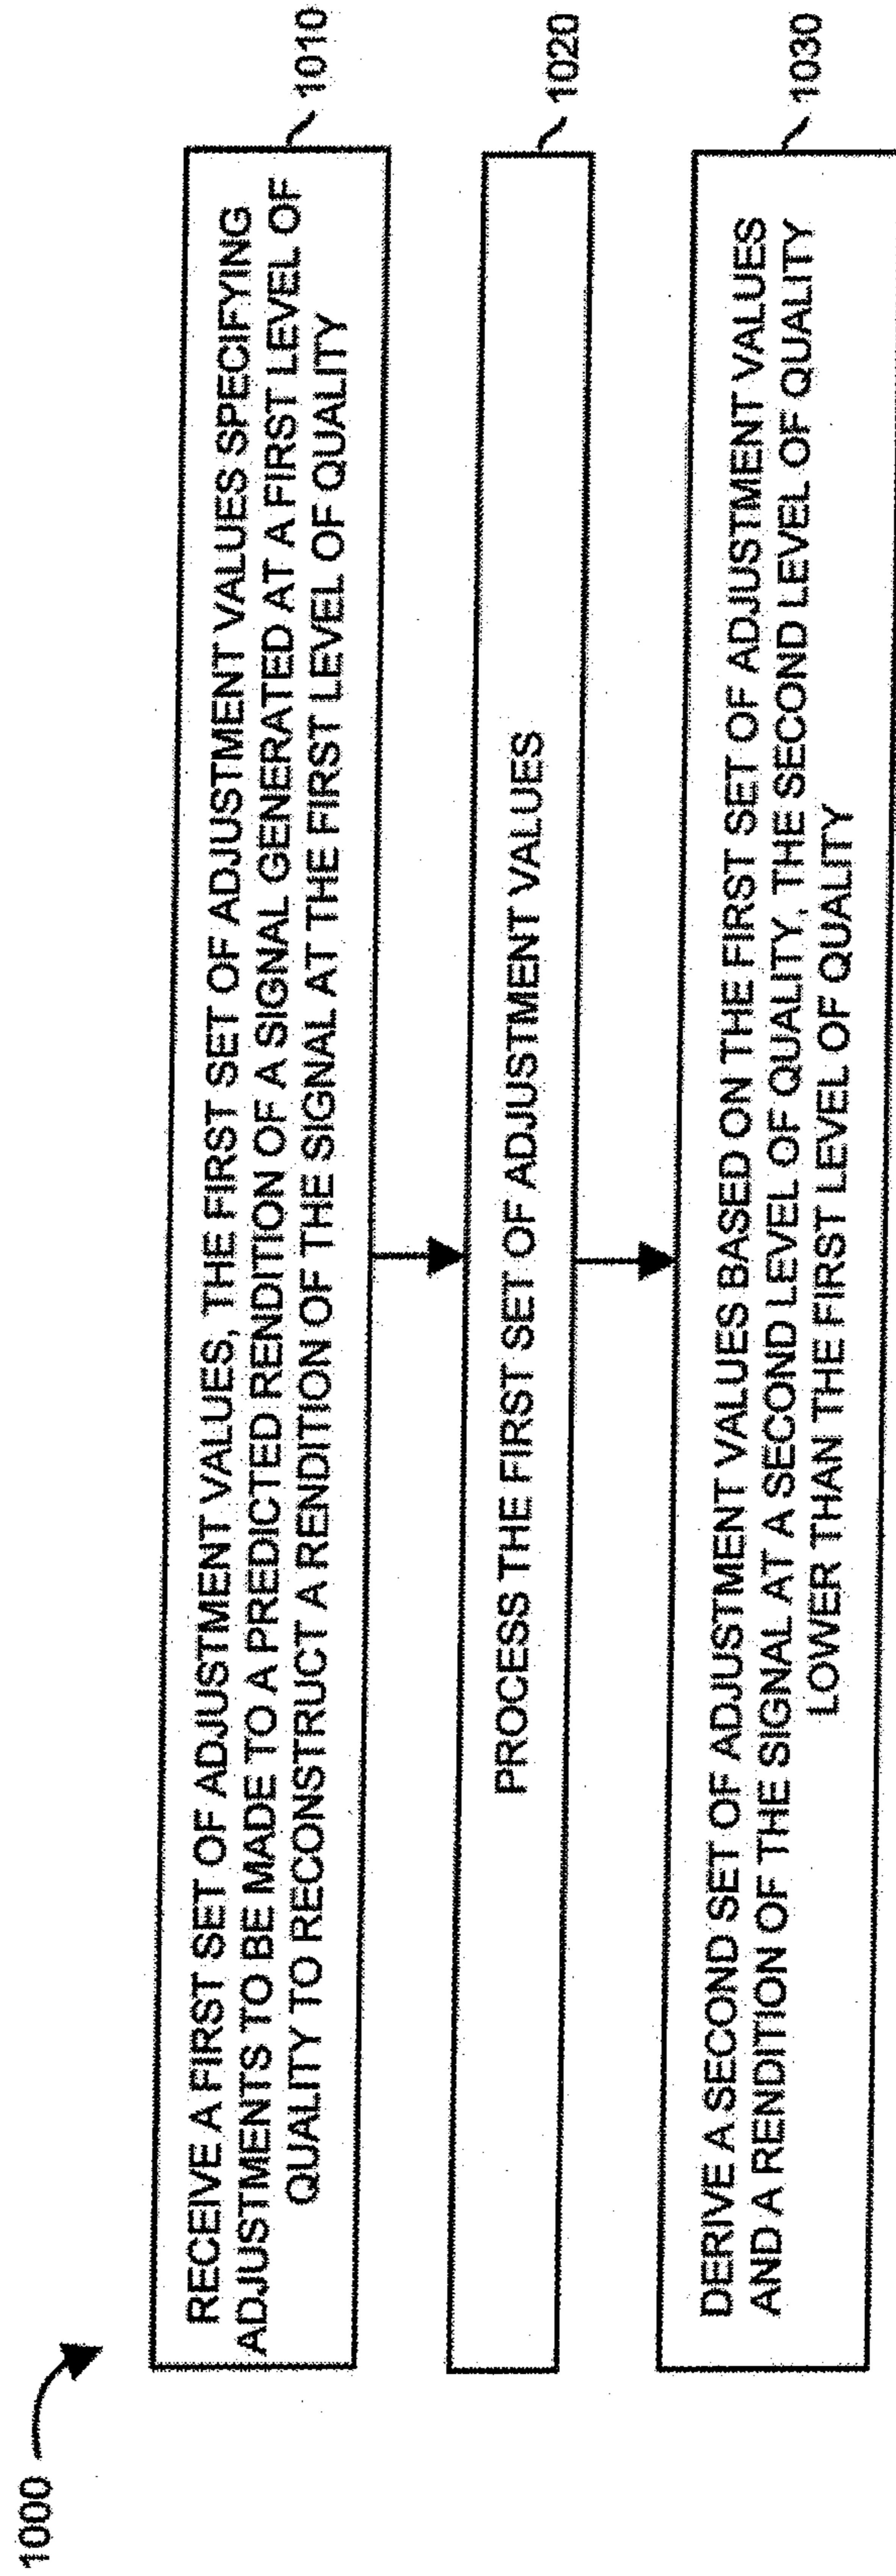 1000
RECEIVE A FIRST SET OF ADJUSTMENT VALUES, THE FIRST SET OF ADJUSTMENT VALUES SPECIFYING
ADJUSTMENTS TO BE MADE TO A PREDICTED RENDITION OF A SIGNAL GENERATED AT A FIRST LEVEL OF
QUALITY TO RECONSTRUCT A RENDITION OF THE SIGNAL AT THE FIRST LEVEL OF QUALITY
1010
PROCESS THE FIRST SET OF ADJUSTMENT VALUES
1020
DERIVE A SECOND SET OF ADJUSTMENT VALUES BASED ON THE FIRST SET OF ADJUSTMENT VALUES
AND A RENDITION OF THE SIGNAL AT A SECOND LEVEL OF QUALITY, THE SECOND LEVEL OF QUALITY
LOWER THAN THE FIRST LEVEL OF QUALITY
1030